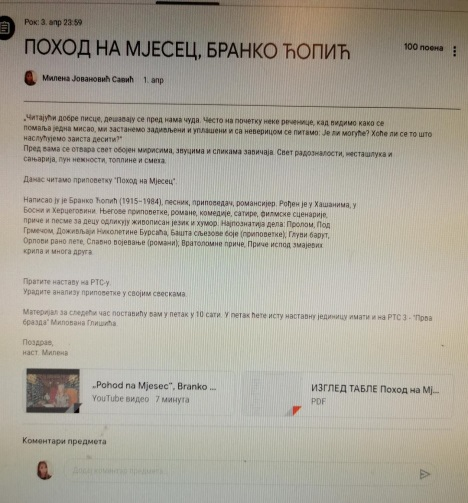 Рок: 3. апр 23:59
ПОХОД НА МЈЕСЕЦ, БРАНКО ЋОПИЋ
100 поена
Милена Јовановић Савић 1. апр
„Читајући добре писце, дешавају се пред нама чуда. Често на почетку неке реченице, кад видимо како се
помаља једна мисао, ми застанемо задивљени и уплашени и са неверицом се питамо: Је ли могуће? Хоће ли се то што
наслућујемо заиста десити?"
Пред вама се отвара свет обојен мирисима, звуцима и сликама завичаја. Свет радозналости, несташлука и
сањарија, пун нежности, топлине и смеха.
Данас читамо приповетку "Поход на Мјесец".
Написао ју је Бранко Ћопић (1915–1984), песник, приповедач, романсијер. Рођен је у Хашанима, у
Босни и Херцеговини. Његове приповетке, романе, комедије, сатире, филмске сценарије,
приче и песме за децу одликују живописан језик и хумор. Најпознатија дела: Пролом, Под
Грмечом, Доживљаји Николетине Бурсаћа, Башта сљезове боје (приповетке); Глуви барут,
Орлови рано лете, Славно војевање (романи); Вратоломне приче, Приче испод змајевих
крила и многа друга.
Пратите наставу на РТС-у.
Урадите анализу приповетке у својим свескама.
Материјал за следећи час поставићу вам у петак у 10 сати. У петак ћете исту наставну јединицу имати и на РТС 3 - "Прва
бразда" Милована Глишића.
Поздрав,
наст. Милена
„Pohod na Mjesec", Branko ...
YouTube видео 7 минута
ИЗГЛЕД ТАБЛЕ Поход на Мј...
PDF
Коментари предмета
Додај коментар предмета...